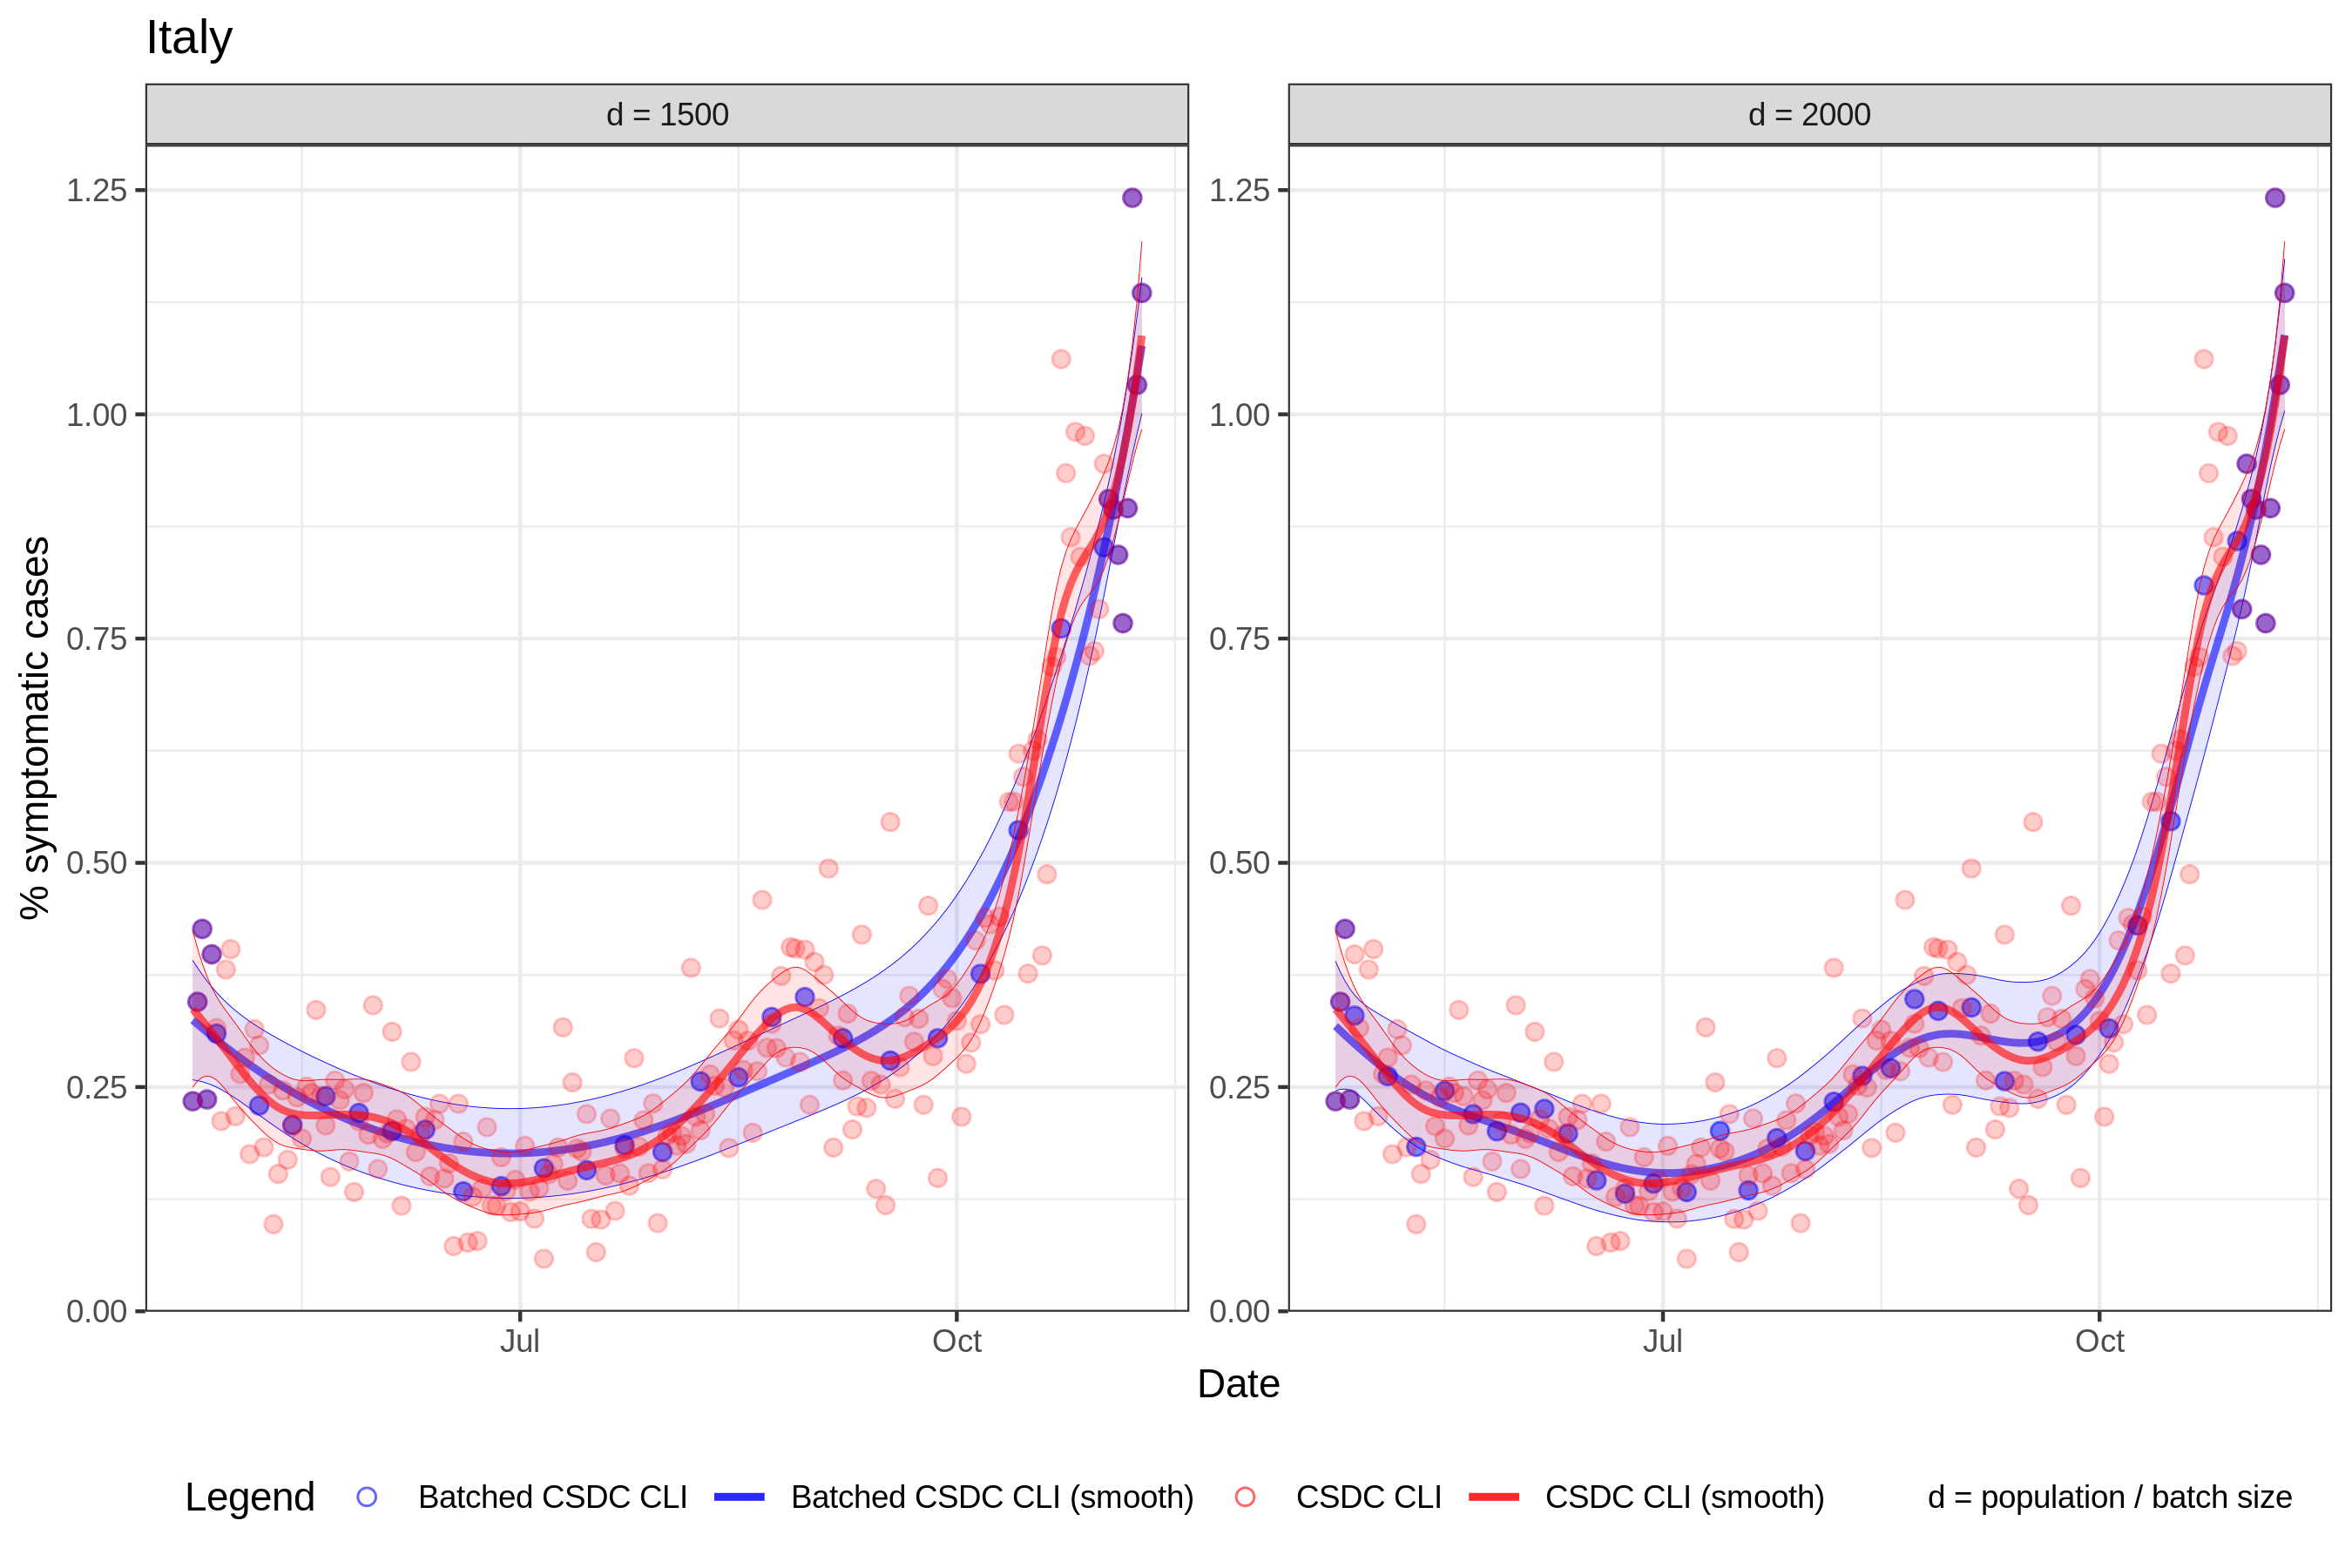 Italy
d = 1500
d = 2000
1.25
1.00
0.75
0.50
0.25
0.00
1.25
1.00
0.75
0.50
0.25
0.00
% symptomatic cases
Jul
Oct
Jul
Oct
Date
Legend
Batched CSDC CLI
Batched CSDC CLI (smooth)
CSDC CLI
CSDC CLI (smooth)
d = population / batch size